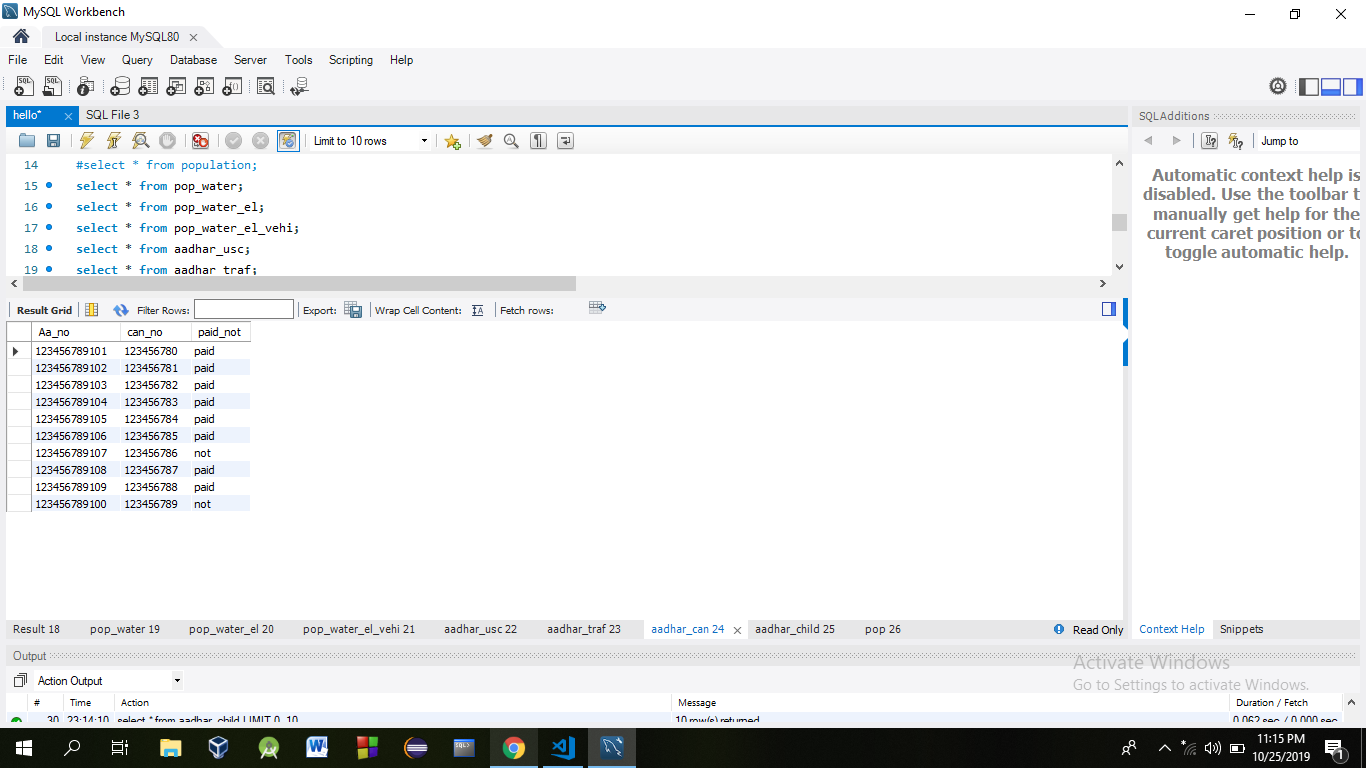 MySQL Workbench
Local instance MySQL80
File Edit View Query Database Server Tools Scripting Help
hello* SQL File 3
SQLAdditions
Limit to 10 rows
Jump to
14 #select * from population;
15 select * from pop_water;
16 select * from pop_water_el;
17 select * from pop_water_el_vehi;
18 select * from aadhar_usc;
19 select * from aadhar_traf;
Automatic context help is
disabled. Use the toolbar t
manually get help for the
current caret position or to
toggle automatic help.
Result Grid Filter Rows: Export: Wrap Cell Content: Fetch rows:
Aa_no can_no paid_not
123456789101 123456780 paid
123456789102 123456781 paid
123456789103 123456782 paid
123456789104 123456783 paid
123456789105 123456784 paid
123456789106 123456785 paid
123456789107 123456786 not
123456789108 123456787 paid
123456789109 123456788 paid
123456789100 123456789 not
Result 18 pop_water 19 pop_water_el 20 pop_water_el_vehi 21 aadhar_usc 22 aadhar_traf 23 aadhar_can 24 aadhar_child 25 pop 26 Read Only
Context Help Snippets
Output
Action Output
# Time Action Message Duration / Fetch
30 23:14:10 select * from aadhar_child LIMIT 0, 10 10 row(s) returned 0.062 sec / 0.000 sec
Activate Windows
Go to Settings to activate Windows.
11:15 PM
10/25/2019
1